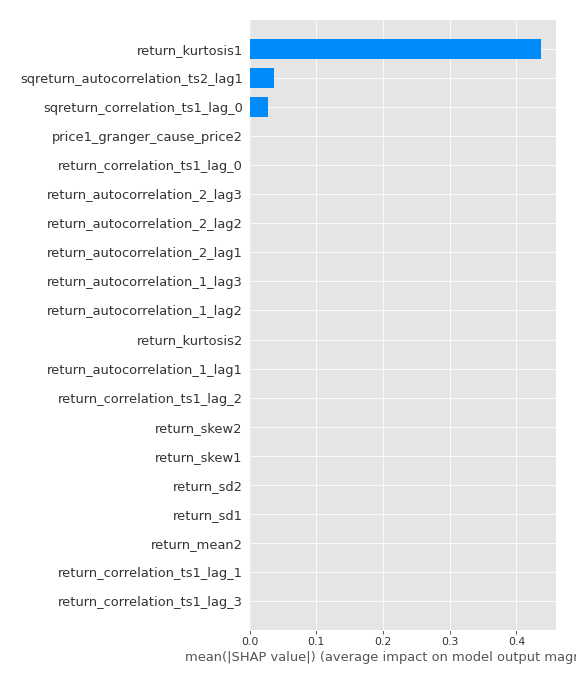 return_kurtosis1
sqreturn_autocorrelation_ts2_lag1
sqreturn_correlation_ts1_lag_0
price1_granger_cause_price2
return_correlation_ts1_lag_0
return_autocorrelation_2_lag3
return_autocorrelation_2_lag2
return_autocorrelation_2_lag1
return_autocorrelation_1_lag3
return_autocorrelation_1_lag2
return_kurtosis2
return_autocorrelation_1_lag1
return_correlation_ts1_lag_2
return_skew2
return_skew1
return_sd2
return_sd1
return_mean2
return_correlation_ts1_lag_1
return_correlation_ts1_lag_3
0.0 0.1 0.2 0.3 0.4
mean(|SHAP value|) (average impact on model output magn